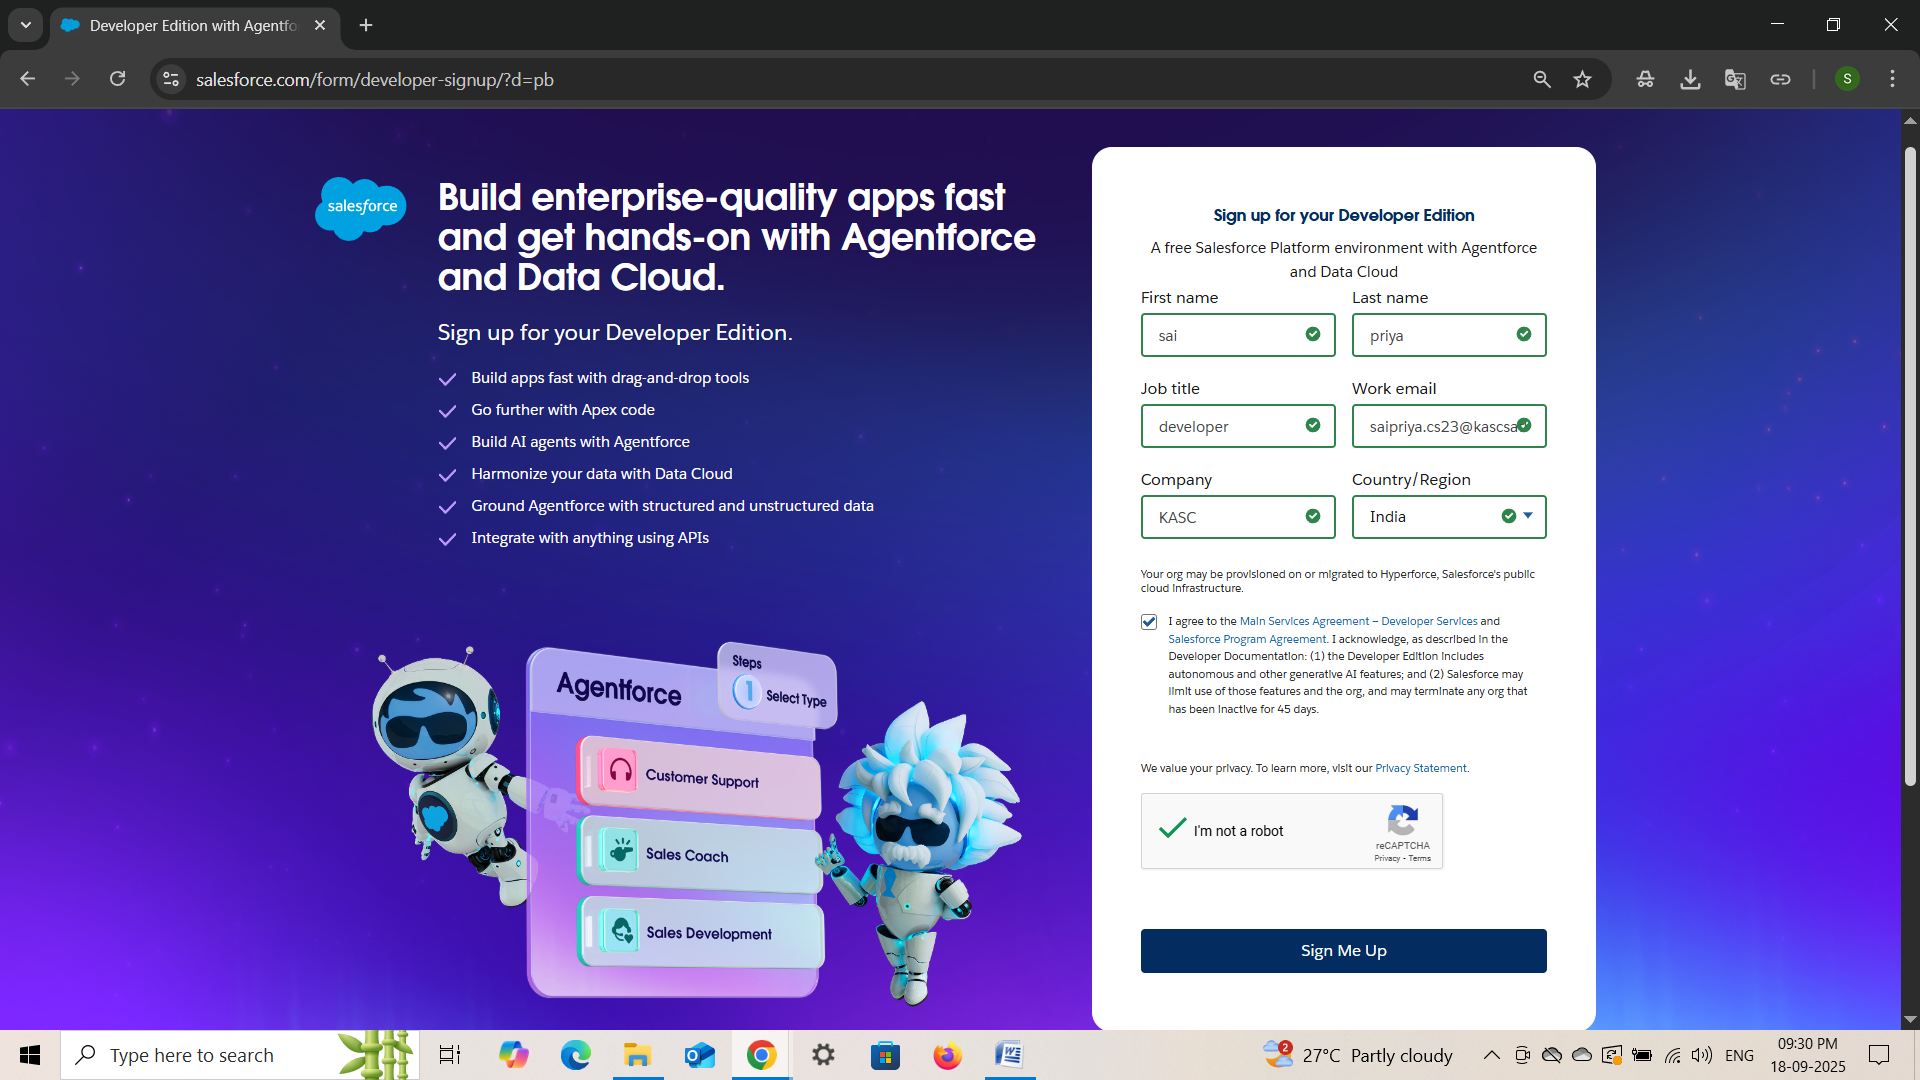 Developer Edition with Agentfo
salesforce.com/form/developer-signup/?d=pb
S
salesforce
Build enterprise-quality apps fast
and get hands-on with Agentforce
and Data Cloud.
Sign up for your Developer Edition.
Build apps fast with drag-and-drop tools
Go further with Apex code
Build AI agents with Agentforce
Harmonize your data with Data Cloud
Ground Agentforce with structured and unstructured data
Integrate with anything using APIs
Agentforce
Steps
1 Select Type
Customer Support
Sales Coach
Sales Development
Sign up for your Developer Edition
A free Salesforce Platform environment with Agentforce
and Data Cloud
First name Last name
sai priya
Job title Work email
developer saipriya.cs23@kascsa
Company Country/Region
KASC India
Your org may be provisioned on or migrated to Hyperforce, Salesforce's public
cloud infrastructure.
I agree to the Main Services Agreement – Developer Services and
Salesforce Program Agreement. I acknowledge, as described in the
Developer Documentation: (1) the Developer Edition includes
autonomous and other generative AI features; and (2) Salesforce may
limit use of those features and the org, and may terminate any org that
has been inactive for 45 days.
We value your privacy. To learn more, visit our Privacy Statement.
I'm not a robot
reCAPTCHA
Privacy - Terms
Sign Me Up
Type here to search
2
27°C Partly cloudy
ENG
09:30 PM
18-09-2025